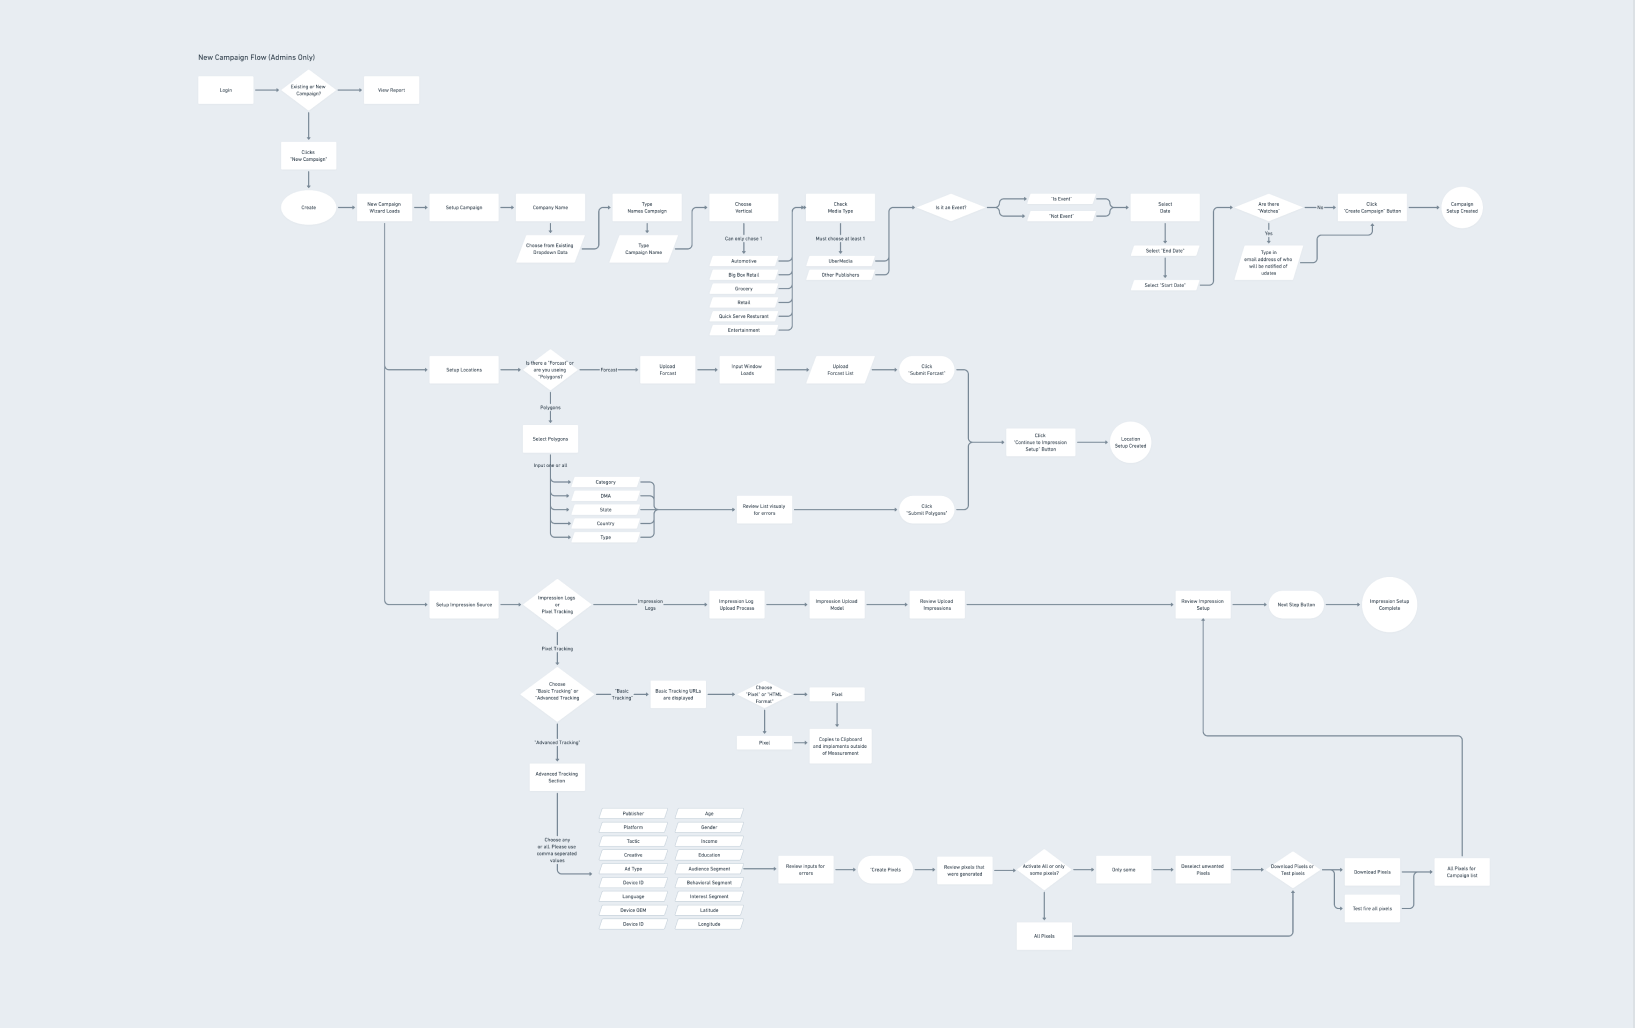 New Campaign Flow (Admins Only)
Login
Existing or New
Campaign?
View Report
Clicks
"New Campaign"
Create
New Campaign
Wizard Loads
Setup Campaign
Company Name
Type
Names Campaign
Choose
Vertical
Check
Media Type
Is it an Event?
"Is Event"
"Not Event"
Select
Date
Are there
"Watches"
No
Click
"Create Campaign" Button
Campaign
Setup Created
Choose from Existing
Dropdown Data
Type
Campaign Name
Can only chose 1
Must choose at least 1
Yes
Automotive
Big Box Retail
Grocery
Retail
Quick Serve Resturant
Entertainment
UberMedia
Other Publishers
Select "End Date"
Select "Start Date"
Type in
email address of who
will be notified of
udates
Setup Locations
Is there a "Forcast" or
are you useing
"Polygons?
Forcast
Upload
Forcast
Input Window
Loads
Upload
Forcast List
Click
"Submit Forcast"
Polygons
Select Polygons
Input one or all
Category
DMA
State
Country
Type
Review List visualy
for errors
Click
"Submit Polygons"
Click
"Continue to Impression
Setup" Button
Location
Setup Created
Setup Impression Source
Impression Logs
or
Pixel Tracking
Impression
Logs
Impression Log
Upload Process
Impression Upload
Model
Review Upload
Impressions
Review Impression
Setup
Next Step Button
Impression Setup
Complete
Pixel Tracking
Choose
"Basic Tracking" or
"Advanced Tracking
"Basic
Tracking"
Basic Tracking URLs
are displayed
Choose
"Pixel" or "HTML
Format"
Pixel
Pixel
Copies to Clipboard
and implements outside
of Measurement
"Advanced Tracking"
Advanced Tracking
Section
Choose any
or all. Please use
comma seperated
values
Publisher
Platform
Tactic
Creative
Ad Type
Device ID
Language
Device OEM
Device ID
Age
Gender
Income
Education
Audience Segment
Behavioral Segment
Interest Segment
Latitude
Longitude
Review inputs for
errors
"Create Pixels
Review pixels that
were generated
Activate All or only
some pixels?
Only some
Deselect unwanted
Pixels
Download Pixels or
Test pixels
Download Pixels
Test fire all pixels
All Pixels for
Campaign list
All Pixels